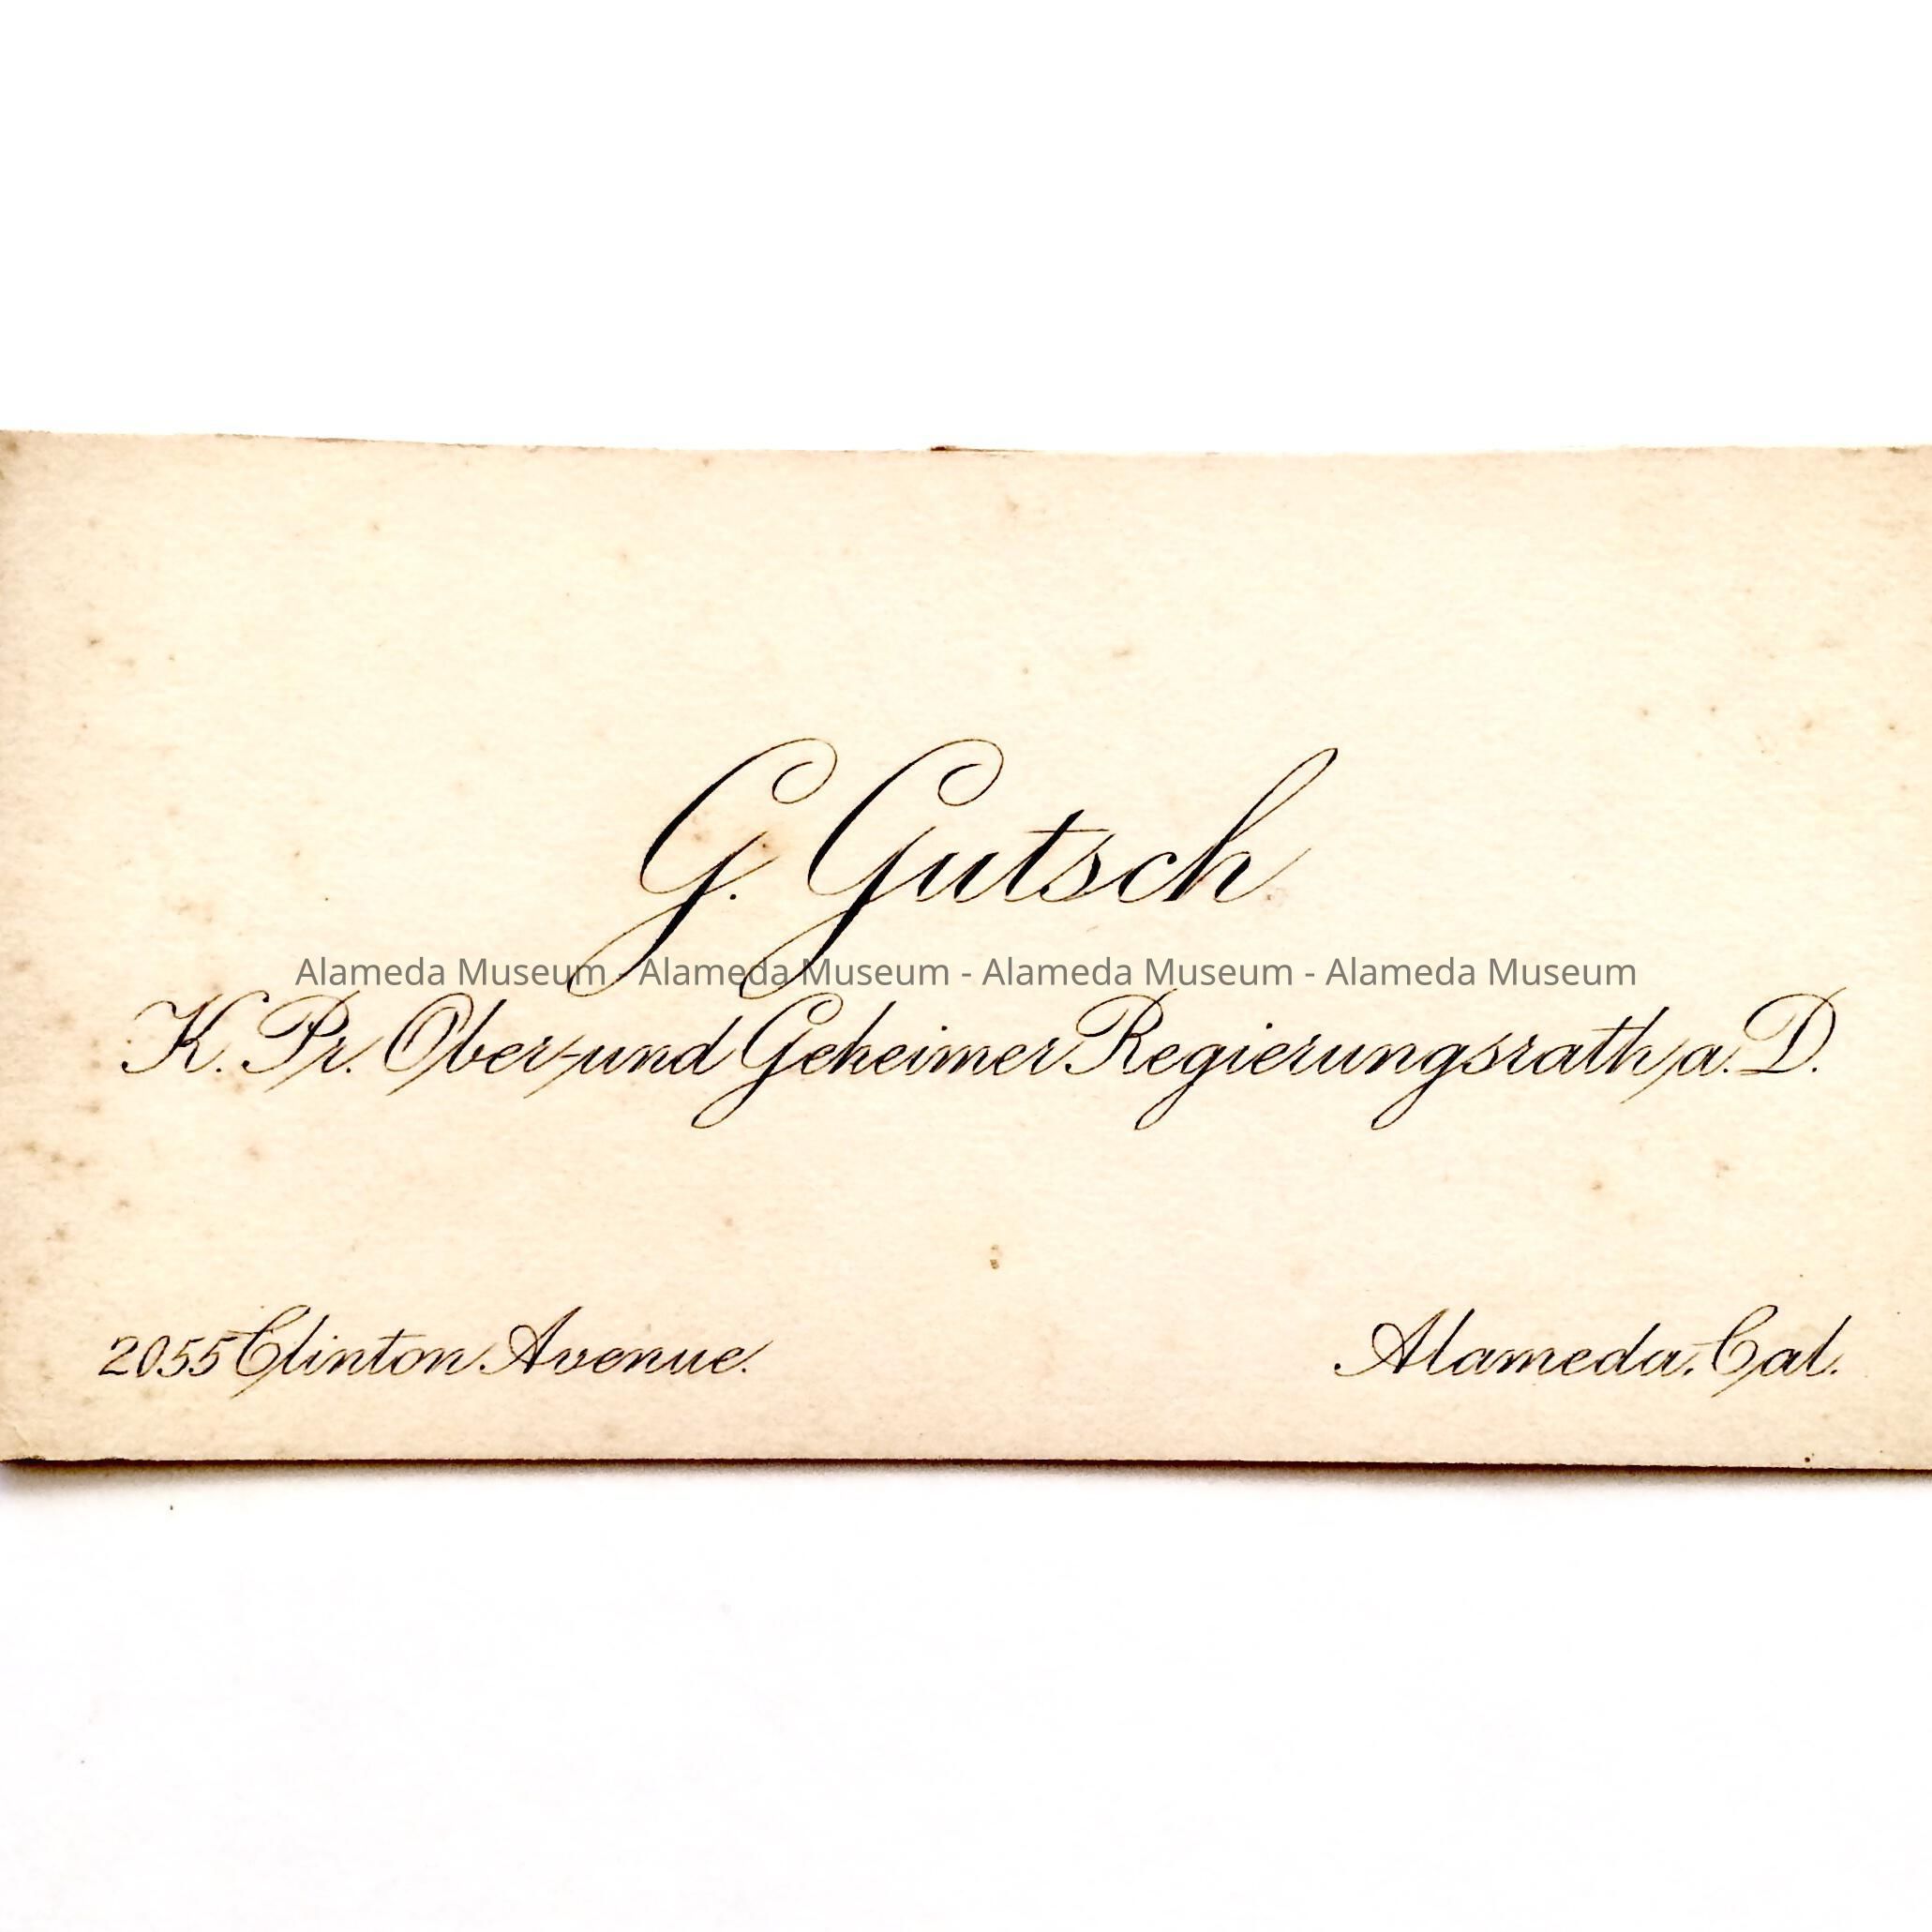 G. Gutsch
Alameda Museum - Alameda Museum - Alameda Museum - Alameda Museum
K. Pr. Ober- und Geheimer Regierungsrath a. D.
2055 Clinton Avenue. Alameda. Cal.